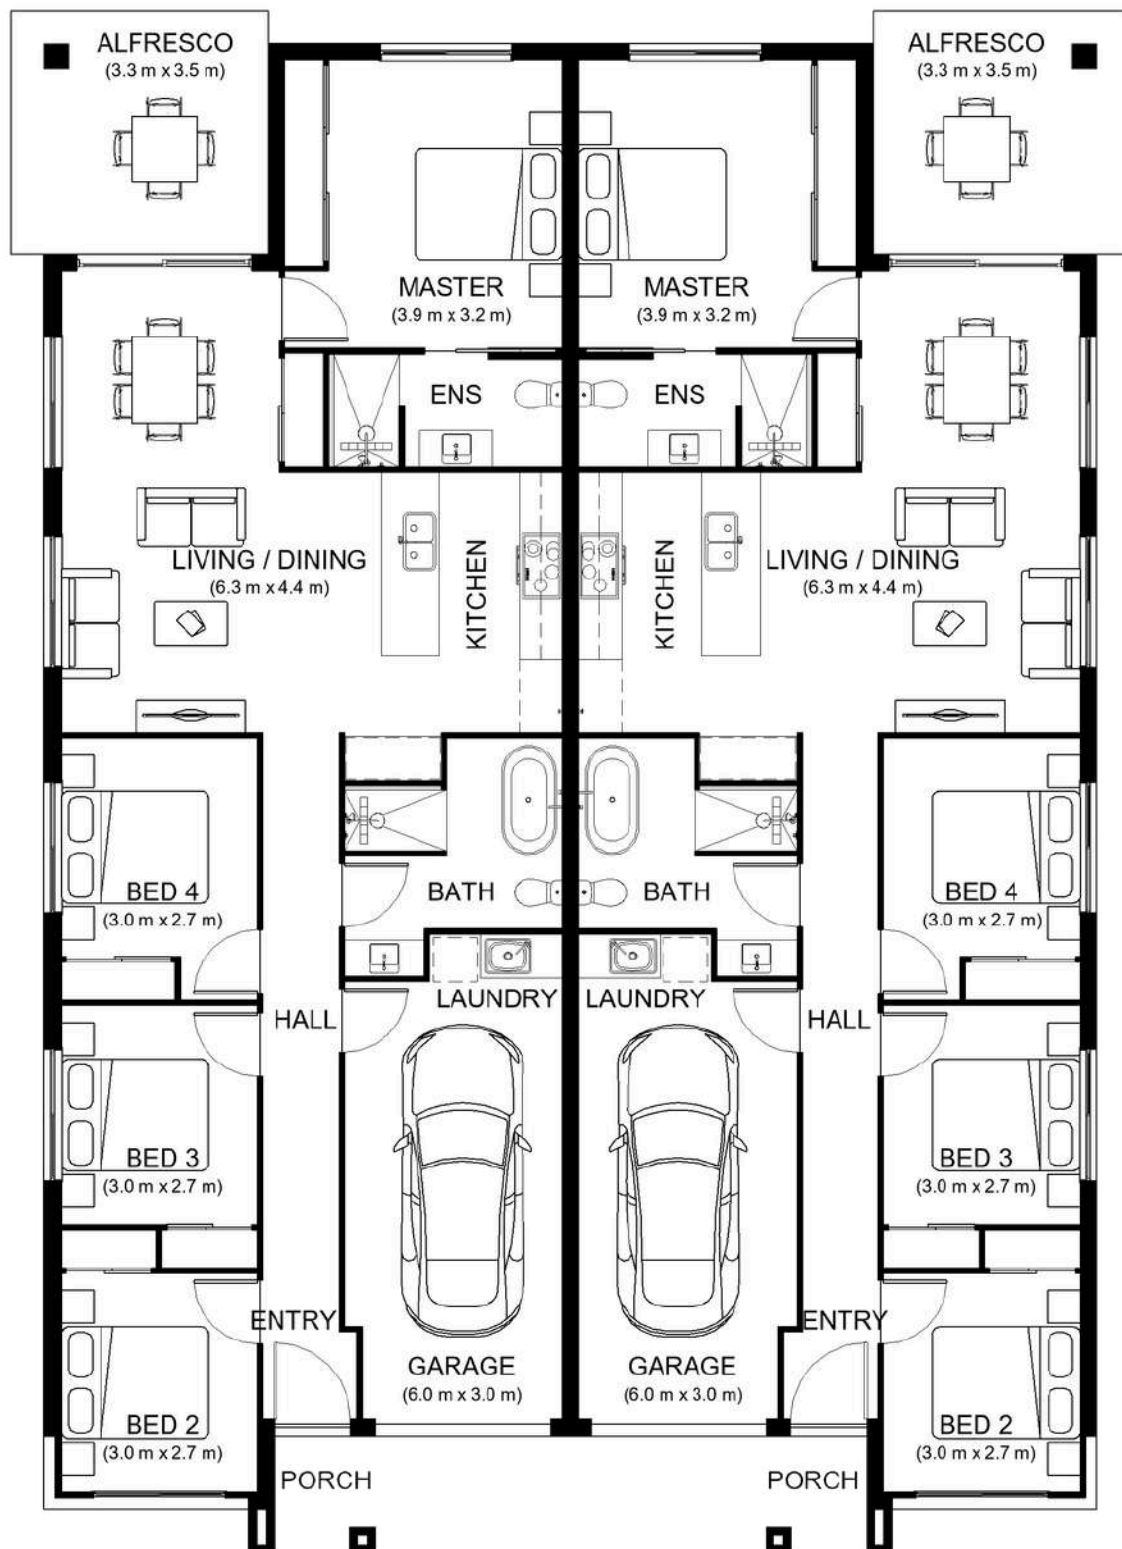 ALFRESCO
(3.3 m x 3.5 m)
ALFRESCO
(3.3 m x 3.5 m)
MASTER
(3.9 m x 3.2 m)
MASTER
(3.9 m x 3.2 m)
ENS
ENS
LIVING / DINING
(6.3 m x 4.4 m)
KITCHEN
KITCHEN
LIVING / DINING
(6.3 m x 4.4 m)
BED 4
(3.0 m x 2.7 m)
BATH
BATH
BED 4
(3.0 m x 2.7 m)
LAUNDRY
LAUNDRY
HALL
HALL
BED 3
(3.0 m x 2.7 m)
BED 3
(3.0 m x 2.7 m)
ENTRY
ENTRY
GARAGE
(6.0 m x 3.0 m)
GARAGE
(6.0 m x 3.0 m)
BED 2
(3.0 m x 2.7 m)
BED 2
(3.0 m x 2.7 m)
PORCH
PORCH